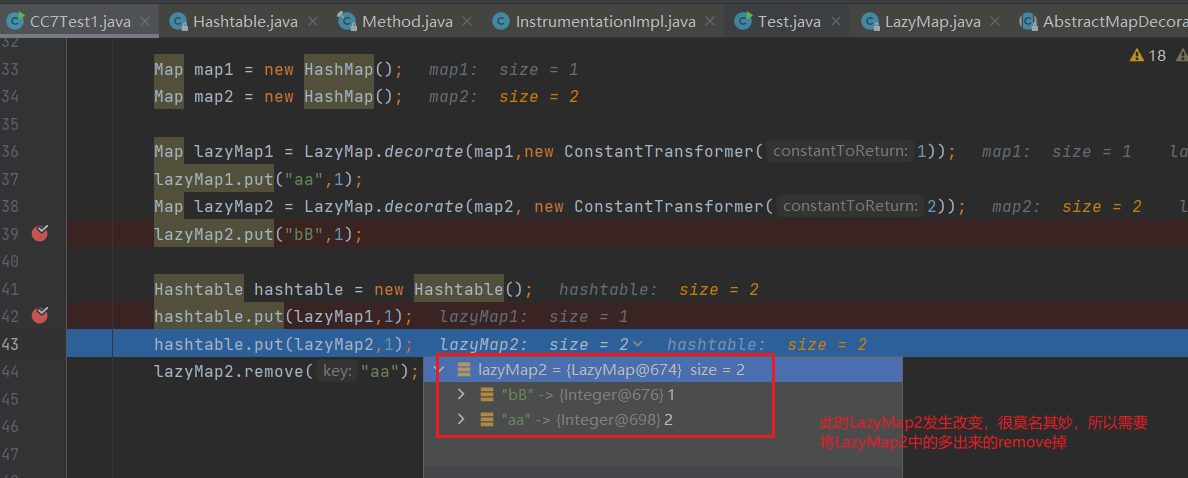 CC7Test1.java × Hashtable.java × Method.java × InstrumentationImpl.java × Test.java × LazyMap.java × AbstractMapDecora
32
33 Map map1 = new HashMap(); map1: size = 1 18
34 Map map2 = new HashMap(); map2: size = 2
35
36 Map lazyMap1 = LazyMap.decorate(map1,new ConstantTransformer( constantToReturn: 1)); map1: size = 1 la
37 lazyMap1.put("aa",1);
38 Map lazyMap2 = LazyMap.decorate(map2, new ConstantTransformer( constantToReturn: 2)); map2: size = 2 l
39 lazyMap2.put("bB",1);
40
41 Hashtable hashtable = new Hashtable(); hashtable: size = 2
42 hashtable.put(lazyMap1,1); lazyMap1: size = 1
43 hashtable.put(lazyMap2,1); lazyMap2: size = 2 hashtable: size = 2
44 lazyMap2.remove( key: "aa");
lazyMap2 = {LazyMap@674} size = 2
45
"bB" -> {Integer@676} 1
46
"aa" -> {Integer@698} 2
此时LazyMap2发生改变，很莫名其妙，所以需要
将LazyMap2中的多出来的remove掉
47